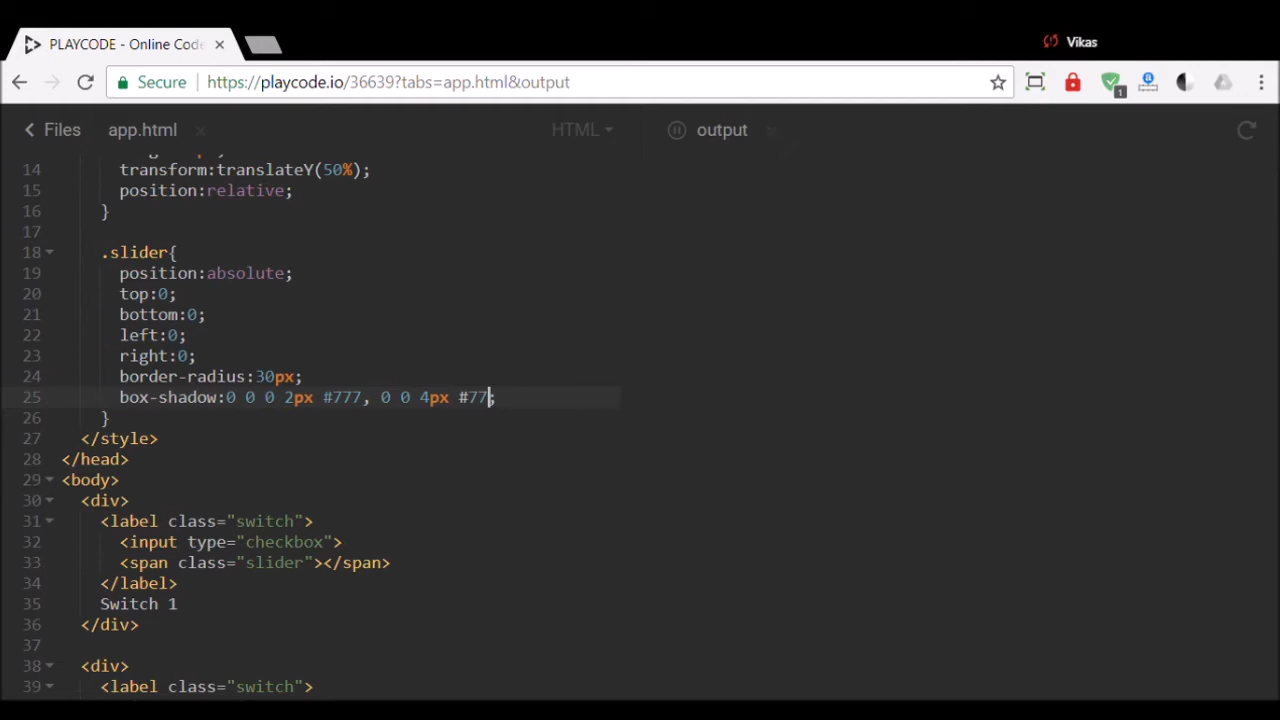 PLAYCODE - Online Code
Vikas
Secure https://playcode.io/36639?tabs=app.html&output
1
Files app.html HTML output
14 transform:translateY(50%);
15 position:relative;
16 }
17
18 .slider{
19 position:absolute;
20 top:0;
21 bottom:0;
22 left:0;
23 right:0;
24 border-radius:30px;
25 box-shadow:0 0 0 2px #777, 0 0 4px #77;
26 }
27 </style>
28 </head>
29 <body>
30 <div>
31 <label class="switch">
32 <input type="checkbox">
33 <span class="slider"></span>
34 </label>
35 Switch 1
36 </div>
37
38 <div>
39 <label class="switch">